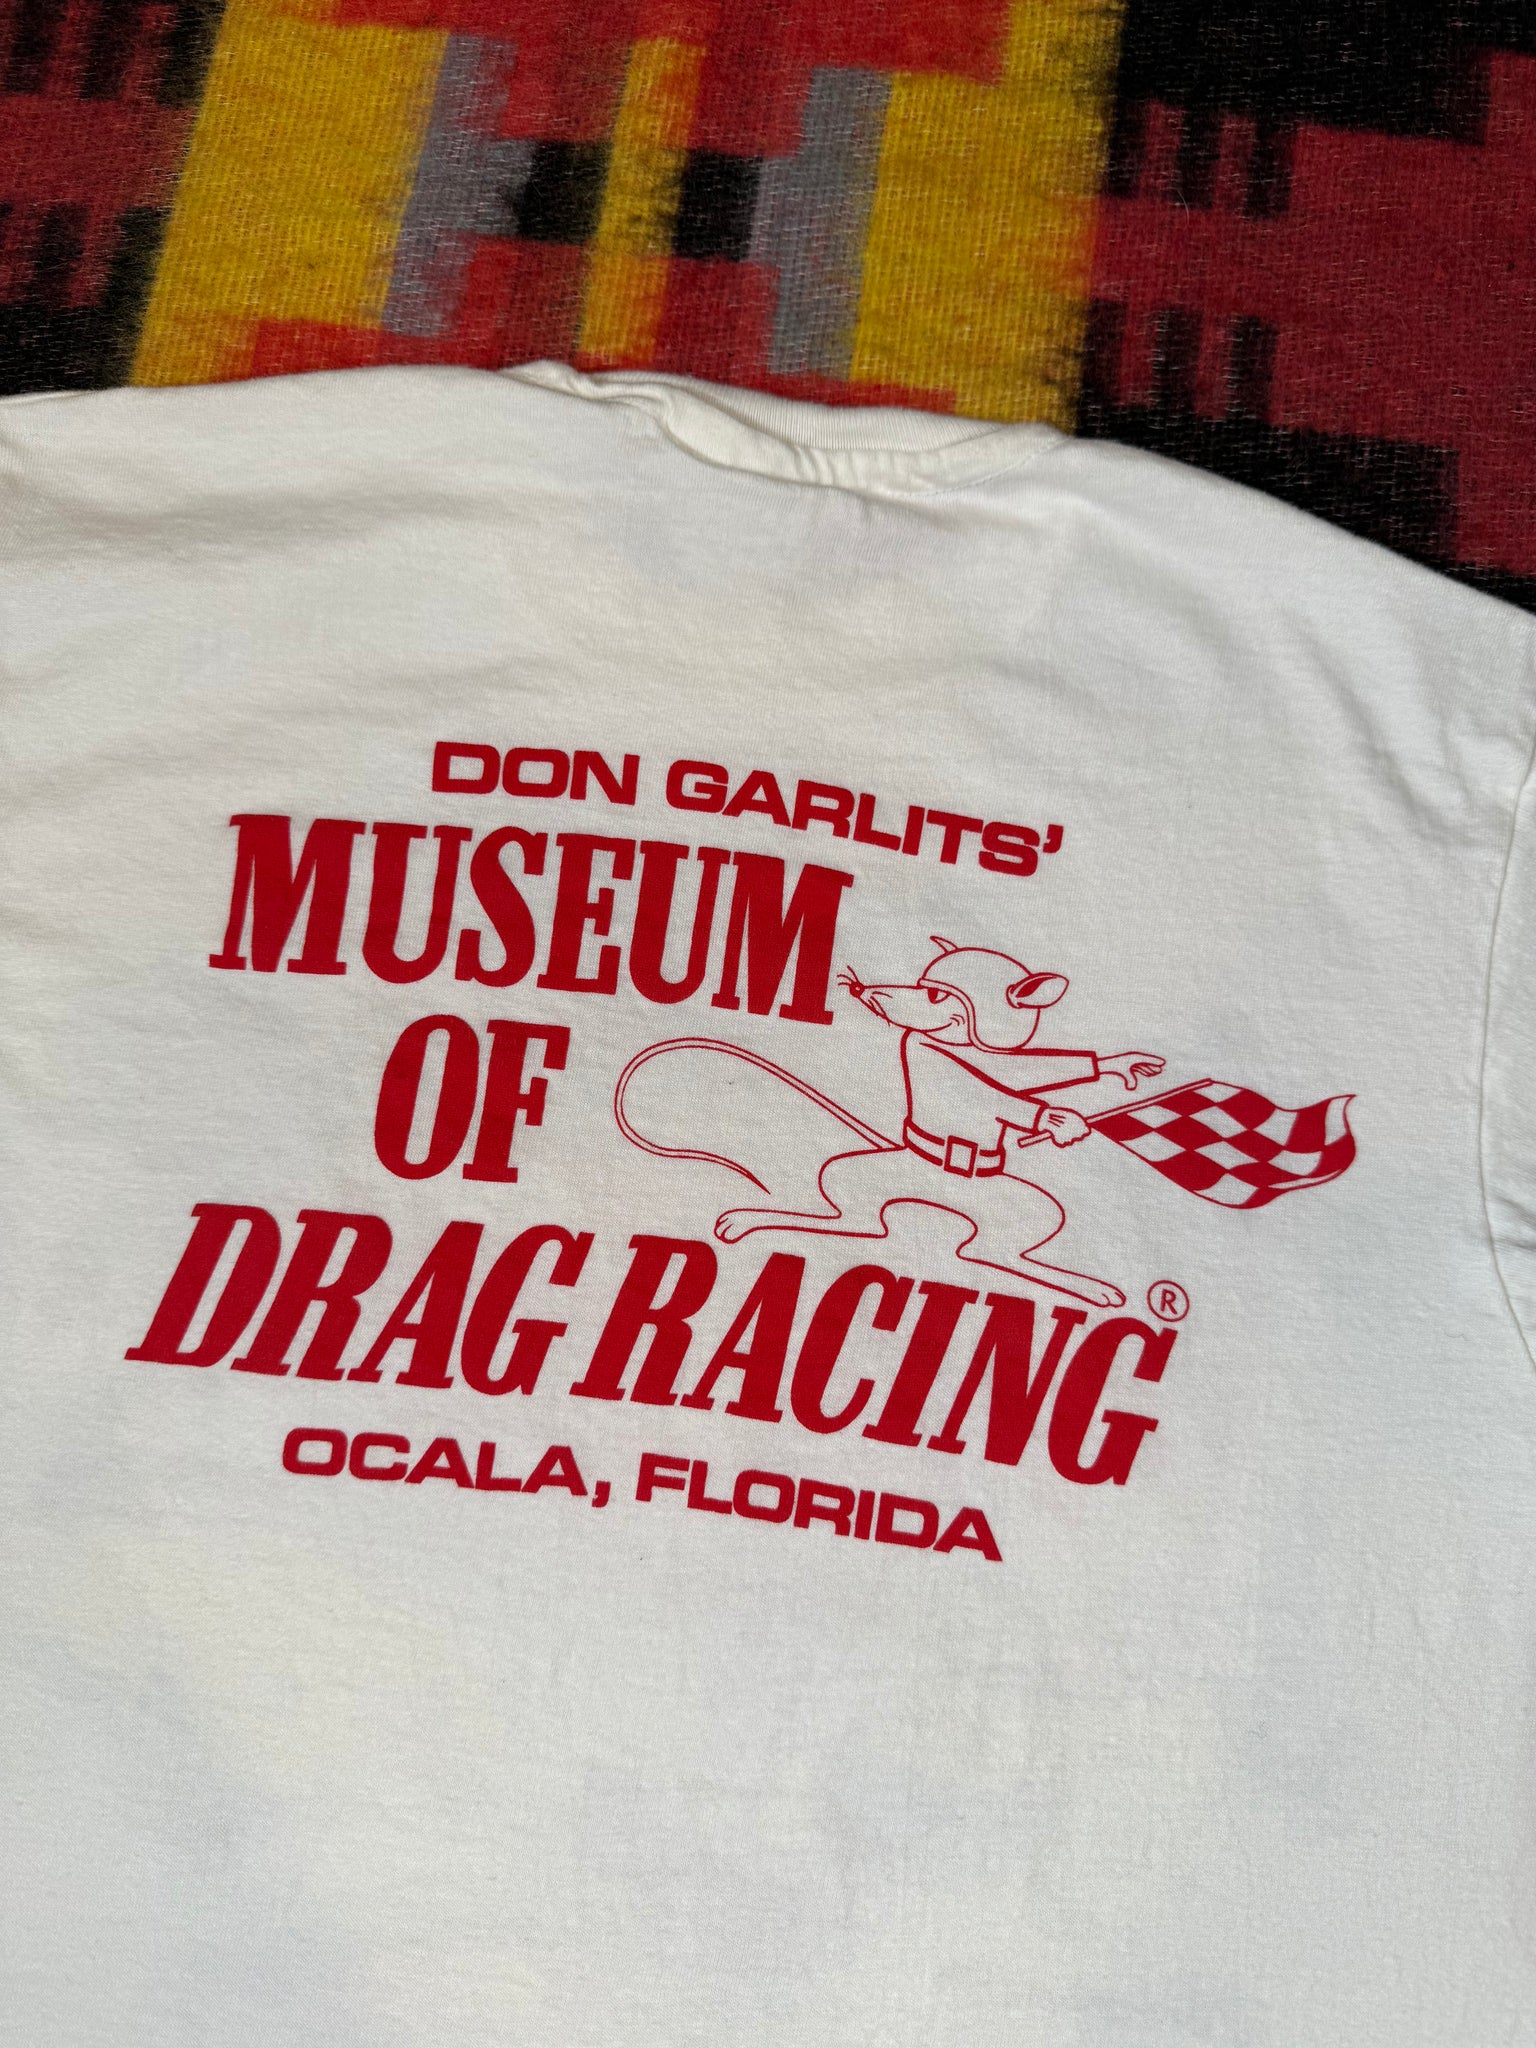 DON GARLITS'
MUSEUM
OF
DRAG RACING®
OCALA, FLORIDA